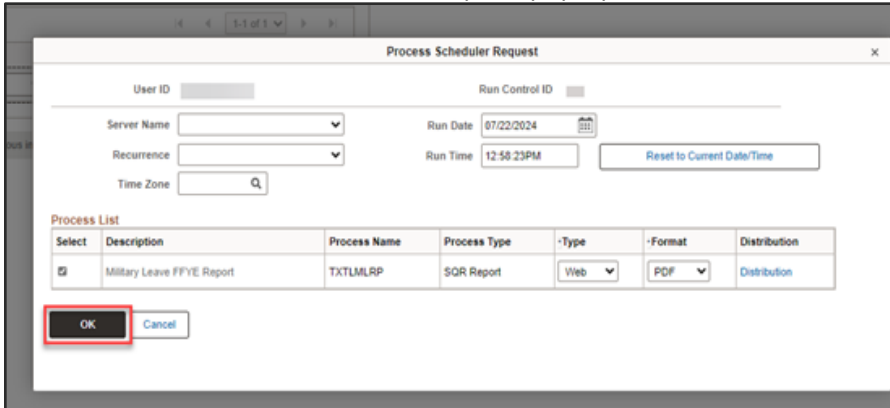 1-1 of 1
Process Scheduler Request
×
User ID
Run Control ID
Server Name
Run Date 07/22/2024
Recurrence
Run Time 12:58:23PM
Reset to Current Date/Time
Time Zone
Process List
Select Description Process Name Process Type *Type *Format Distribution
Military Leave FFYE Report TXTLMLRP SQR Report Web PDF Distribution
OK Cancel